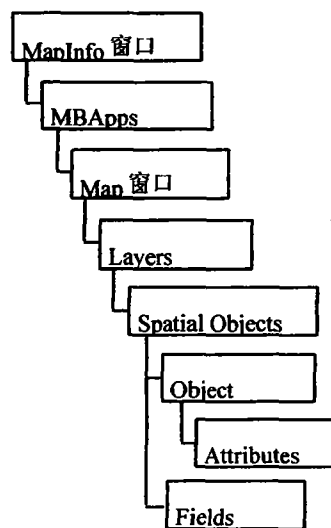 MapInfo 窗口
MBApps
Map 窗口
Layers
Spatial Objects
Object
Attributes
Fields